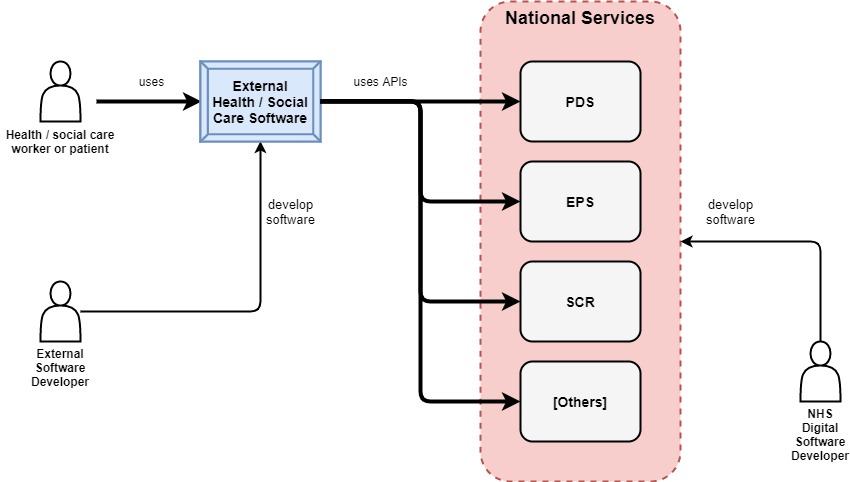 National Services
uses
External
Health / Social
Care Software
uses APIs
PDS
Health / social care
worker or patient
EPS
develop
software
develop
software
SCR
External
Software
Developer
[Others]
NHS
Digital
Software
Developer